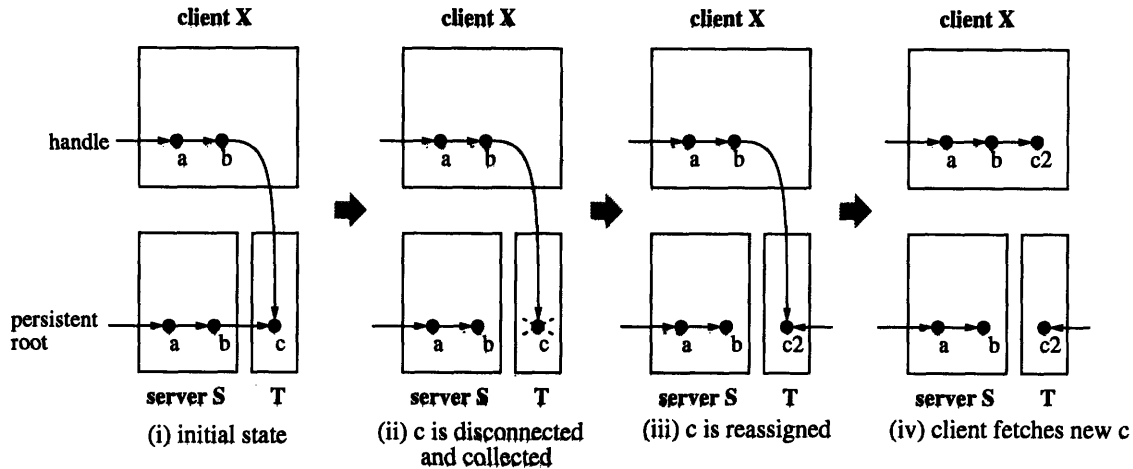 client X
client X
client X
client X
handle
a
b
a
b
a
b
a
b
c2
persistent
root
a
b
c
a
b
c
a
b
c2
a
b
c2
server S
T
server S
T
server S
T
server S
T
(i) initial state
(ii) c is disconnected
and collected
(iii) c is reassigned
(iv) client fetches new c